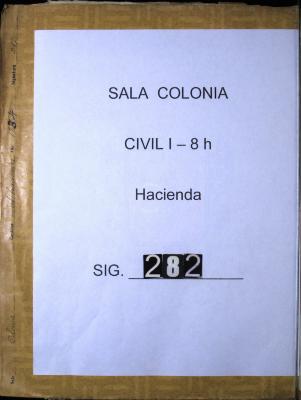 SALA COLONIA
CIVIL I – 8 h
Hacienda
SIG. 282